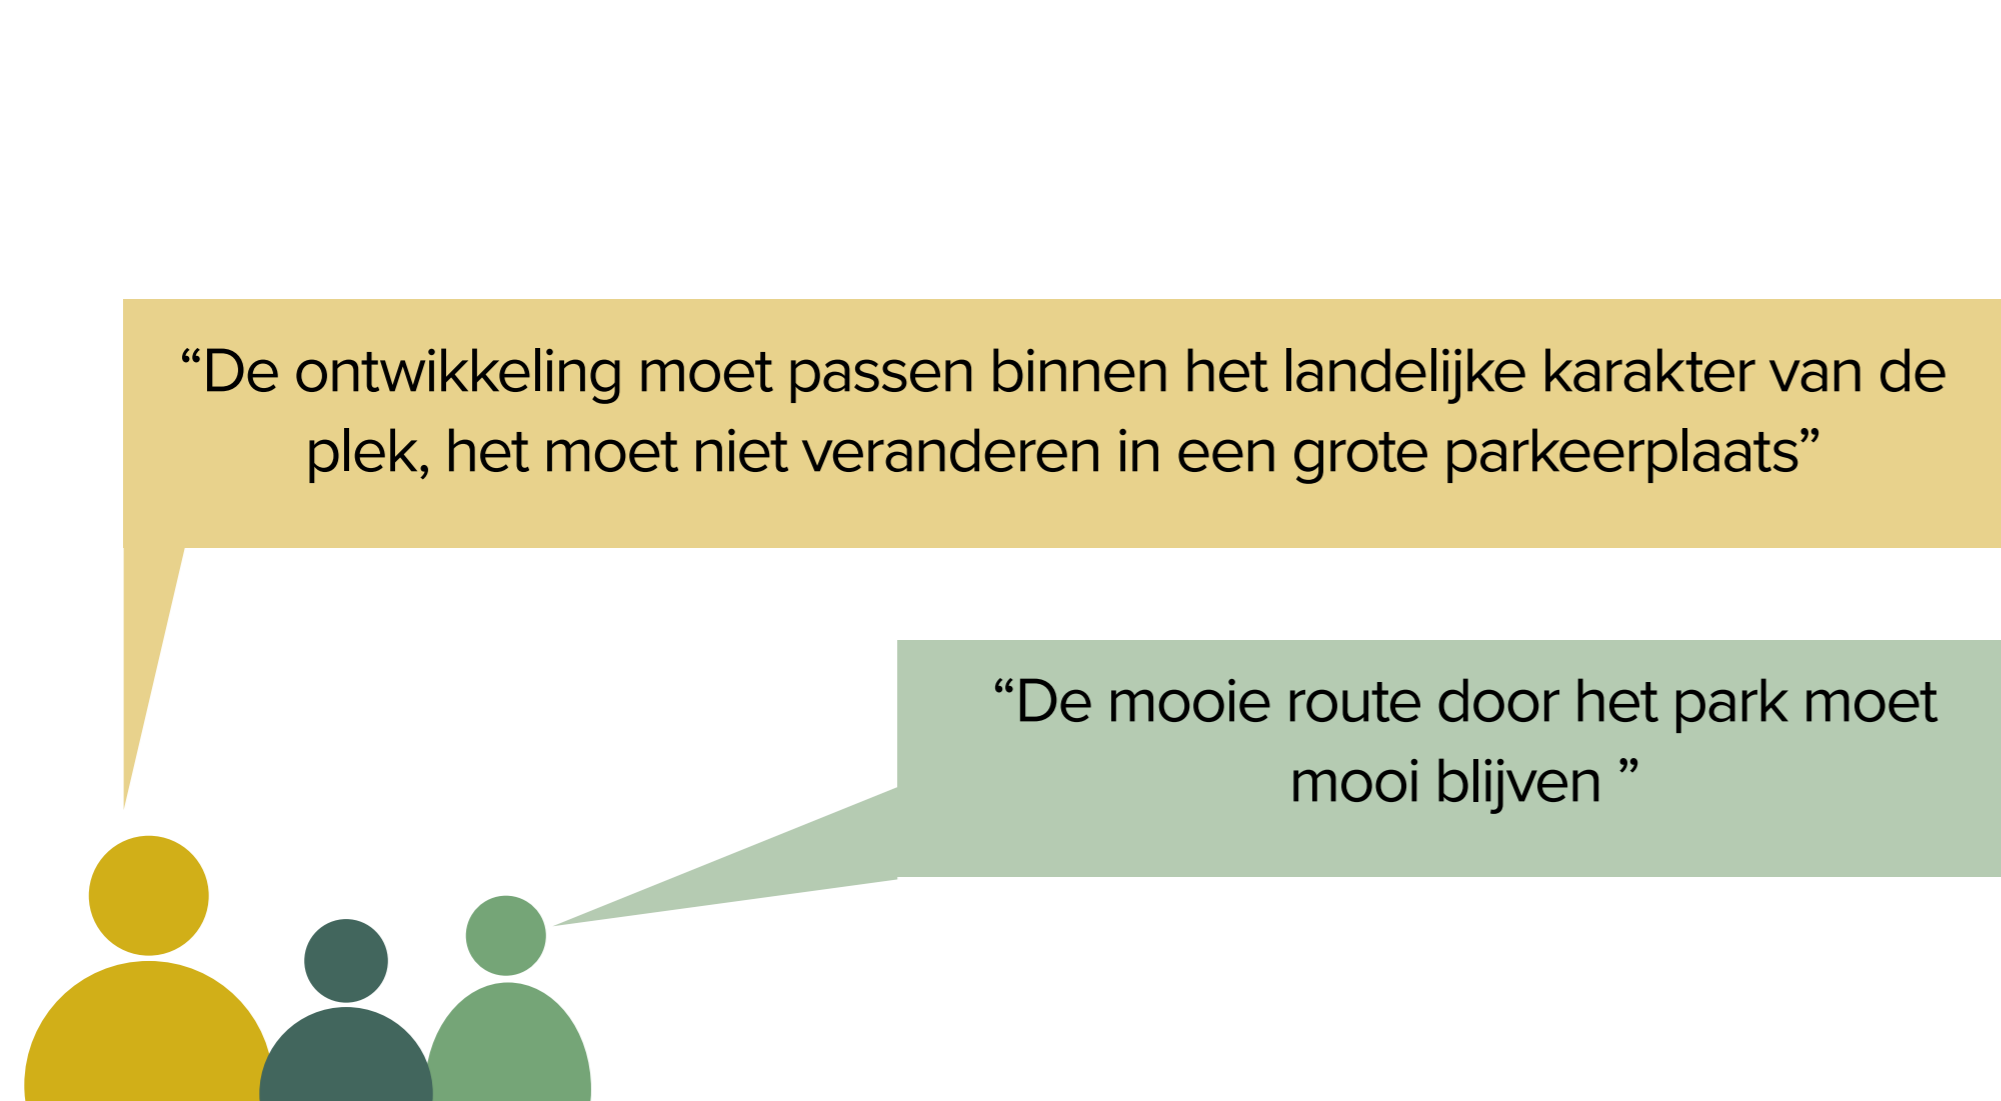 “De ontwikkeling moet passen binnen het landelijke karakter van de
plek, het moet niet veranderen in een grote parkeerplaats”
“De mooie route door het park moet
mooi blijven ”